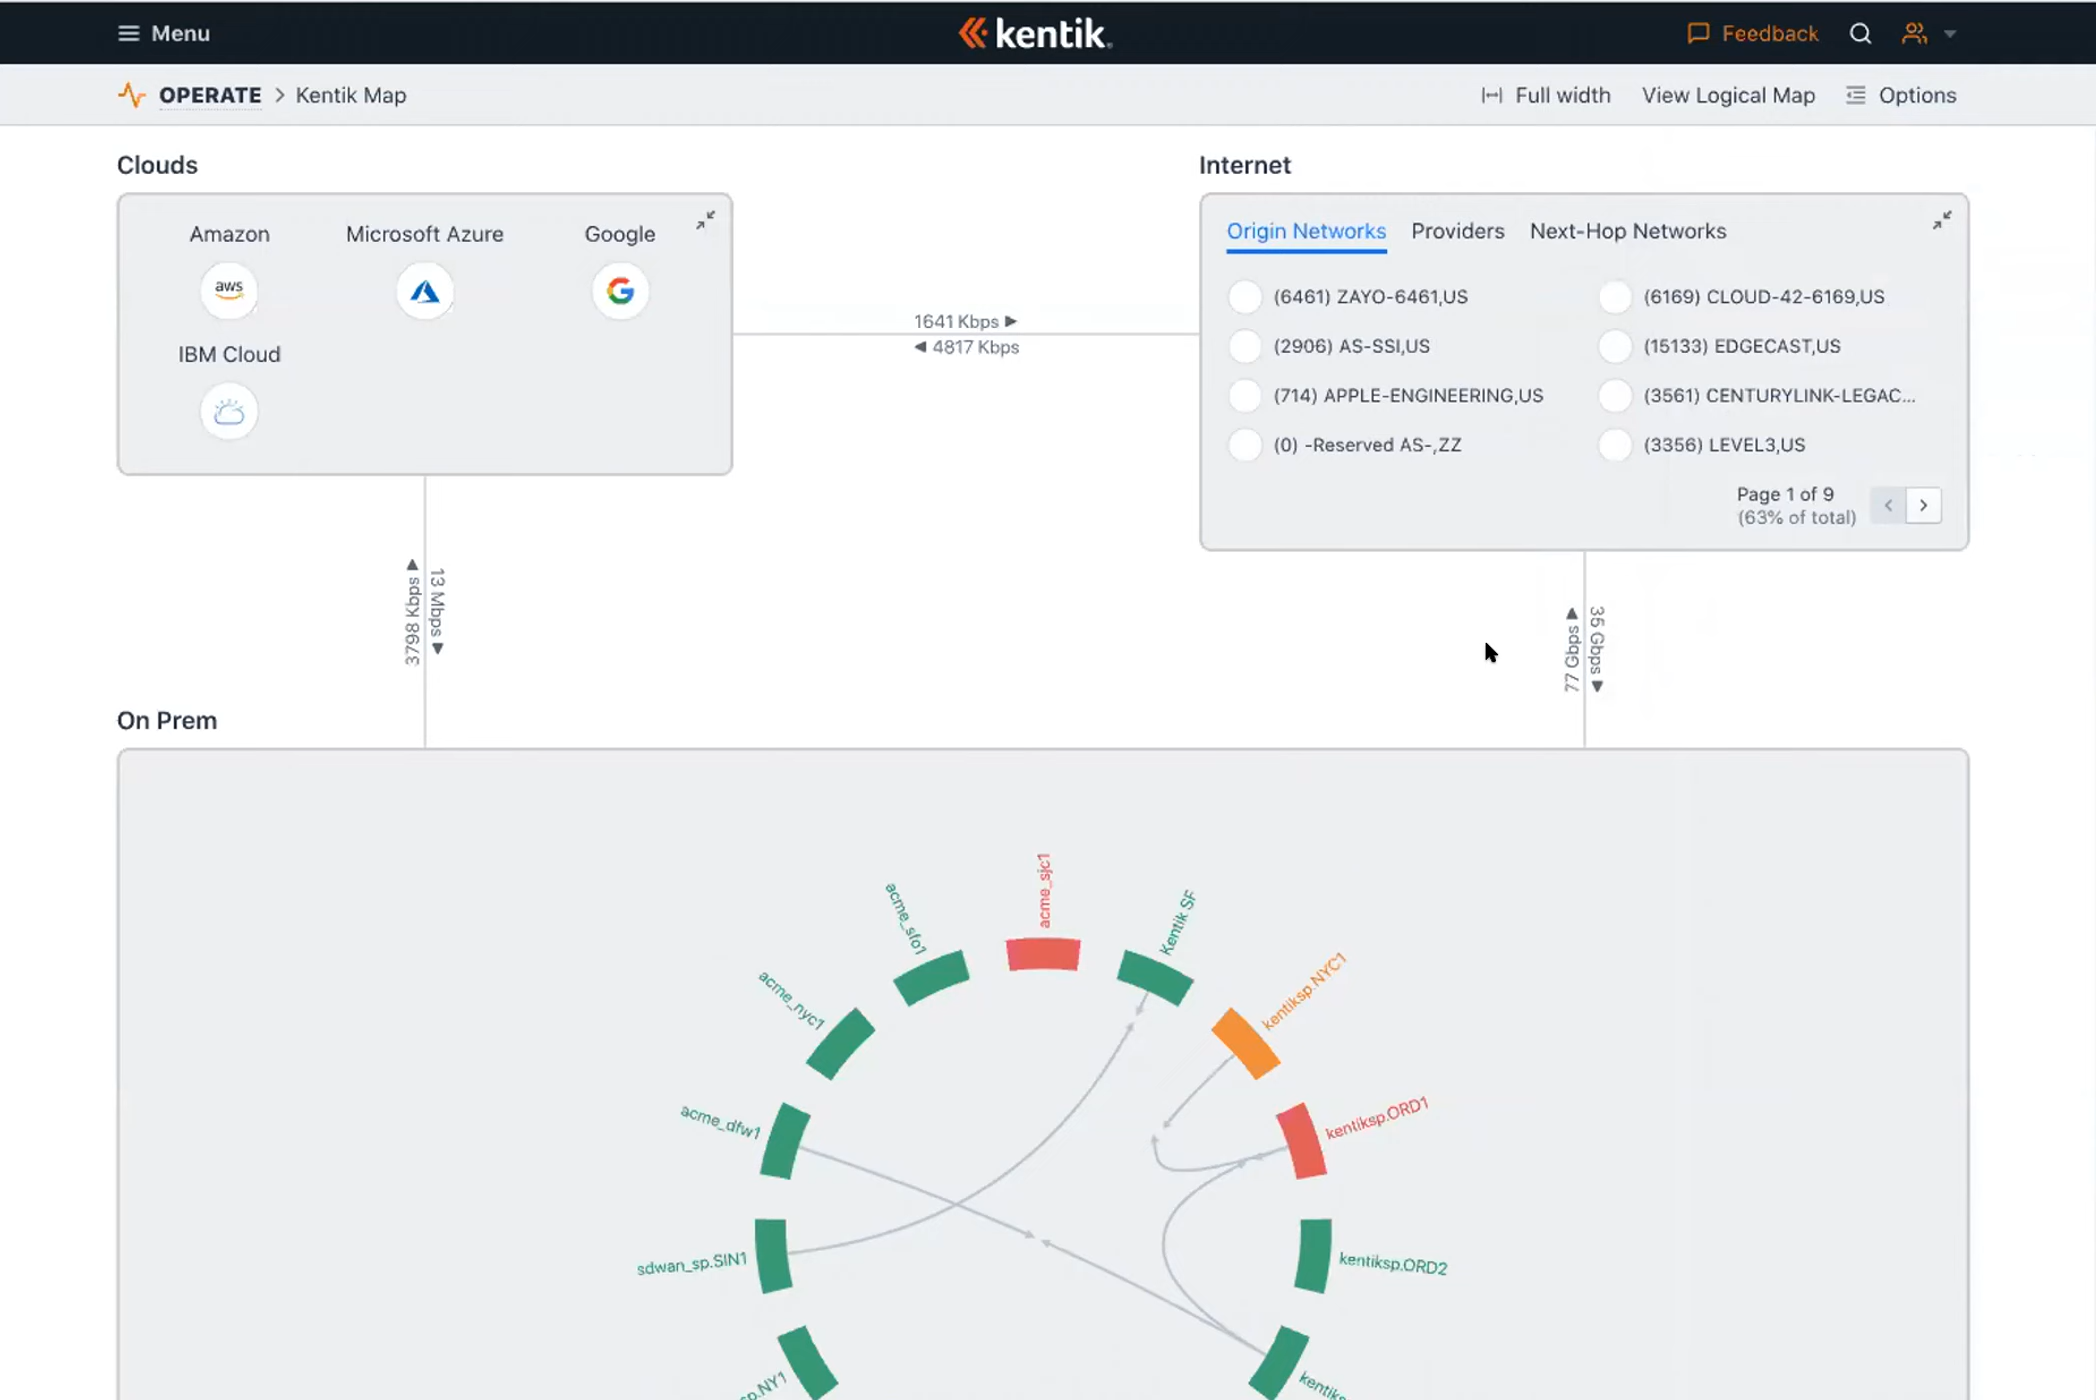 Menu
kentik
Feedback
OPERATE > Kentik Map
Full width
View Logical Map
Options
Clouds
Amazon
Microsoft Azure
Google
aws
IBM Cloud
1641 Kbps ▶
◀ 4817 Kbps
Internet
Origin Networks
Providers
Next-Hop Networks
(6461) ZAYO-6461,US
(6169) CLOUD-42-6169,US
(2906) AS-SSI,US
(15133) EDGECAST,US
(714) APPLE-ENGINEERING,US
(3561) CENTURYLINK-LEGAC...
(0) -Reserved AS-,ZZ
(3356) LEVEL3,US
Page 1 of 9
(63% of total)
3798 Kbps ▶
13 Mbps ▶
77 Gbps ▶
35 Gbps ▶
On Prem
acme_sjc1
acme_sfo1
Kentik SF
kentiksp.NYC1
acme_nyc1
kentiksp.ORD1
acme_dfw1
sdwan_sp.SIN1
kentiksp.ORD2